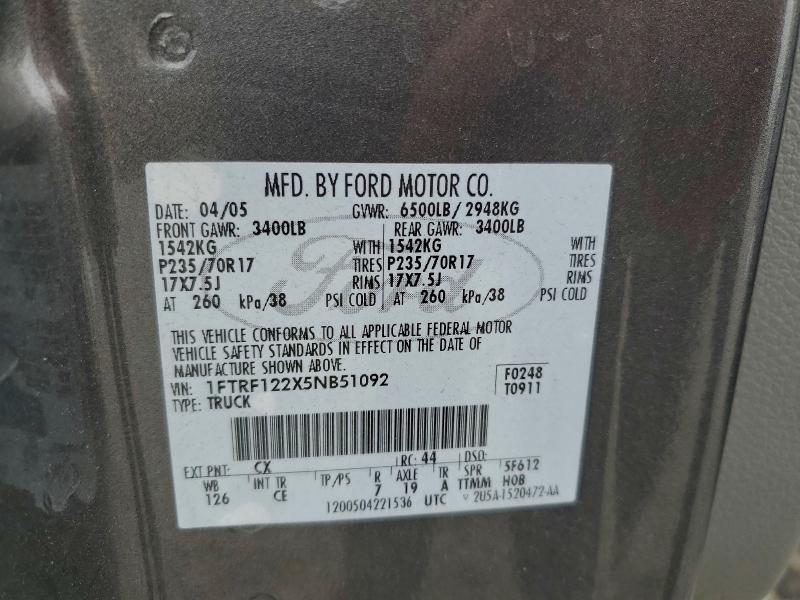 MFD. BY FORD MOTOR CO.
DATE: 04/05 GVWR: 6500LB/ 2948KG
FRONT GAWR: 3400LB REAR GAWR: 3400LB
1542KG WITH 1542KG WITH
P235/70R17 TIRES P235/70R17 TIRES
17X7.5J RIMS 17X7.5J RIMS
AT 260 kPa/38 PSI COLD AT 260 kPa/38 PSI COLD
Ford
THIS VEHICLE CONFORMS TO ALL APPLICABLE FEDERAL MOTOR
VEHICLE SAFETY STANDARDS IN EFFECT ON THE DATE OF
MANUFACTURE SHOWN ABOVE.
VIN: 1FTRF122X5NB51092 F0248
TYPE: TRUCK T0911
EXT PNT: CX RC: 44 DSO:
WB INT TR TP/PS R AXLE TR SPR 5F612
126 CE 7 19 A TTMM HOB
1200504221536 UTC 2U5A-1520472-AA